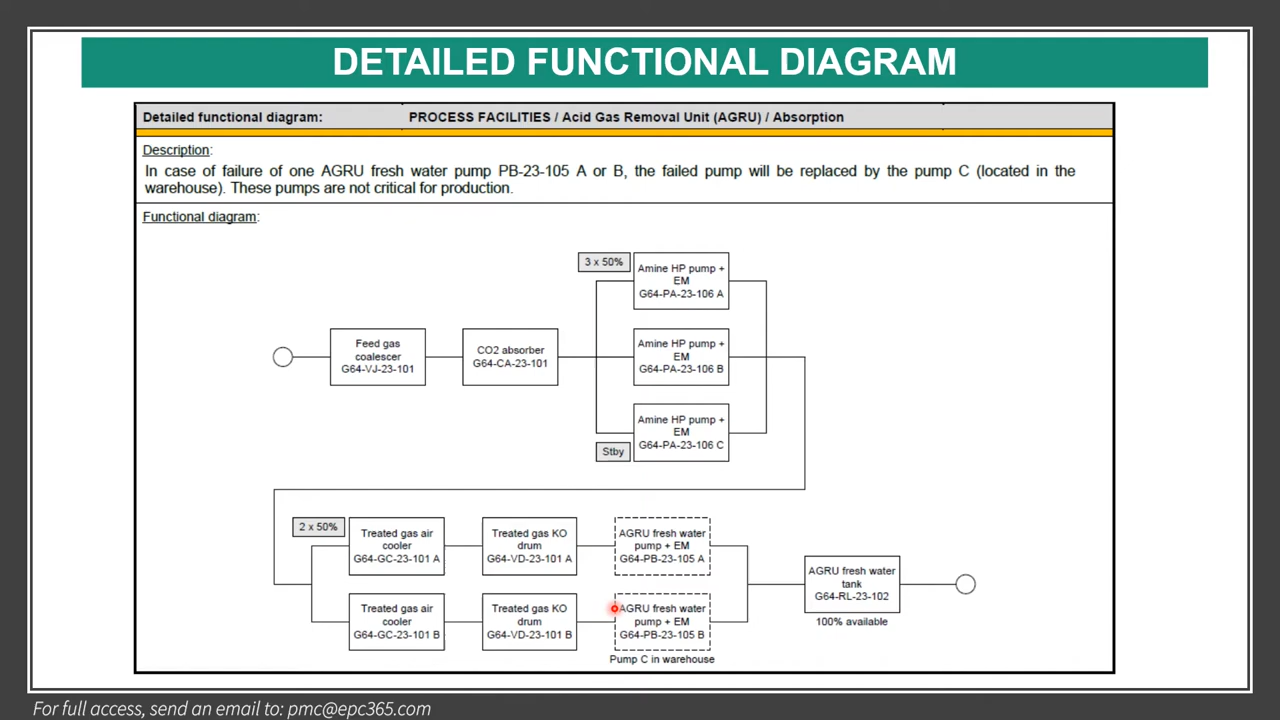 DETAILED FUNCTIONAL DIAGRAM
Detailed functional diagram: PROCESS FACILITIES / Acid Gas Removal Unit (AGRU) / Absorption
Description:
In case of failure of one AGRU fresh water pump PB-23-105 A or B, the failed pump will be replaced by the pump C (located in the
warehouse). These pumps are not critical for production.
Functional diagram:
3 x 50%
Amine HP pump +
EM
G64-PA-23-106 A
Feed gas
coalescer
G64-VJ-23-101
CO2 absorber
G64-CA-23-101
Amine HP pump +
EM
G64-PA-23-106 B
Amine HP pump +
EM
G64-PA-23-106 C
Stby
2 x 50%
Treated gas air
cooler
G64-GC-23-101 A
Treated gas KO
drum
G64-VD-23-101 A
AGRU fresh water
pump + EM
G64-PB-23-105 A
Treated gas air
cooler
G64-GC-23-101 B
Treated gas KO
drum
G64-VD-23-101 B
AGRU fresh water
pump + EM
G64-PB-23-105 B
Pump C in warehouse
AGRU fresh water
tank
G64-RL-23-102
100% available
For full access, send an email to: pmc@epc365.com